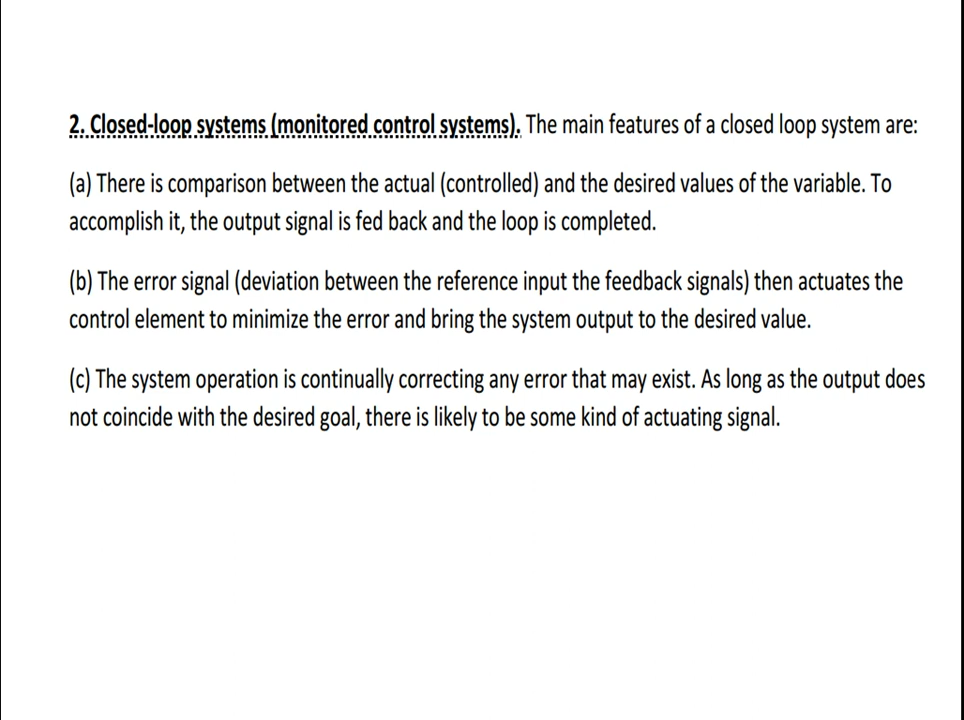 2. Closed-loop systems (monitored control systems). The main features of a closed loop system are:
(a) There is comparison between the actual (controlled) and the desired values of the variable. To
accomplish it, the output signal is fed back and the loop is completed.
(b) The error signal (deviation between the reference input the feedback signals) then actuates the
control element to minimize the error and bring the system output to the desired value.
(c) The system operation is continually correcting any error that may exist. As long as the output does
not coincide with the desired goal, there is likely to be some kind of actuating signal.